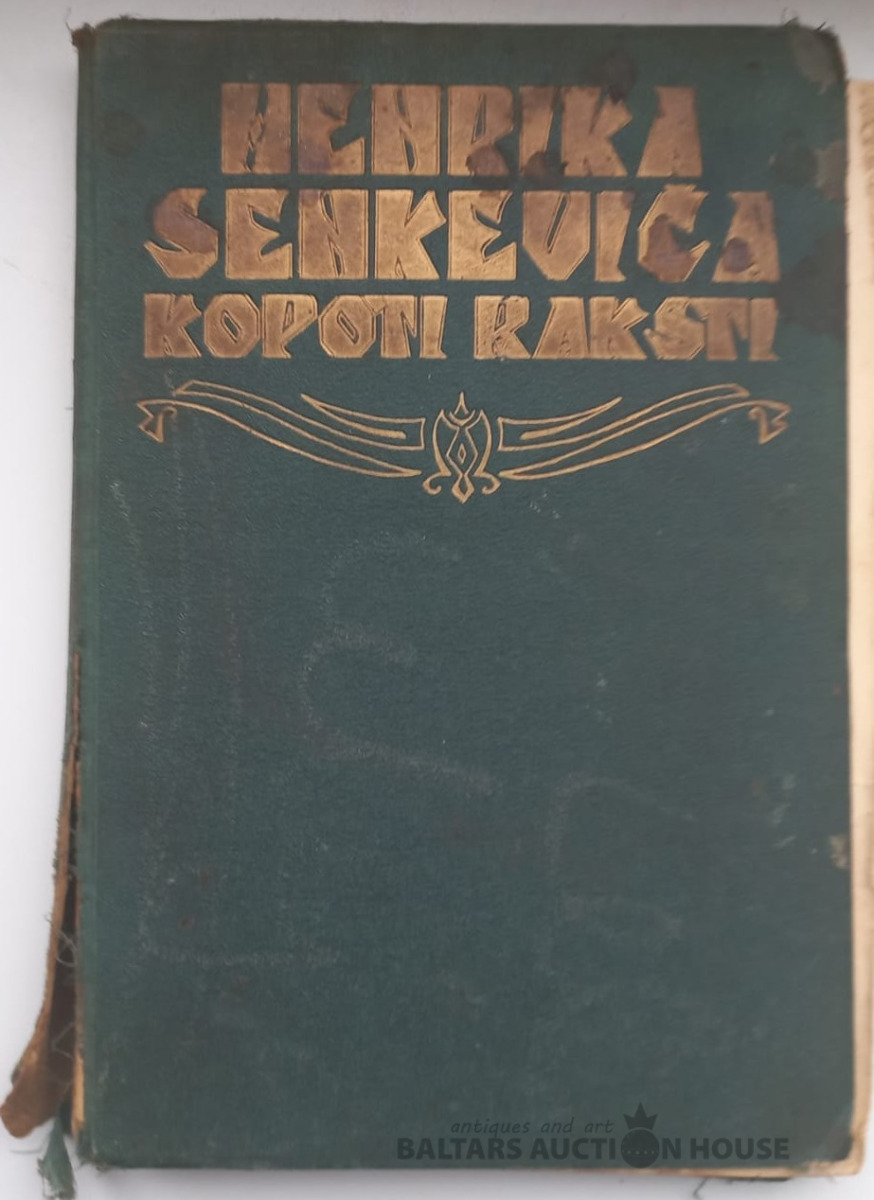 HENRIKA
SENKEVIČA
KOPOTI RAKSTI
antiques and art
BALTARS AUCTION HOUSE